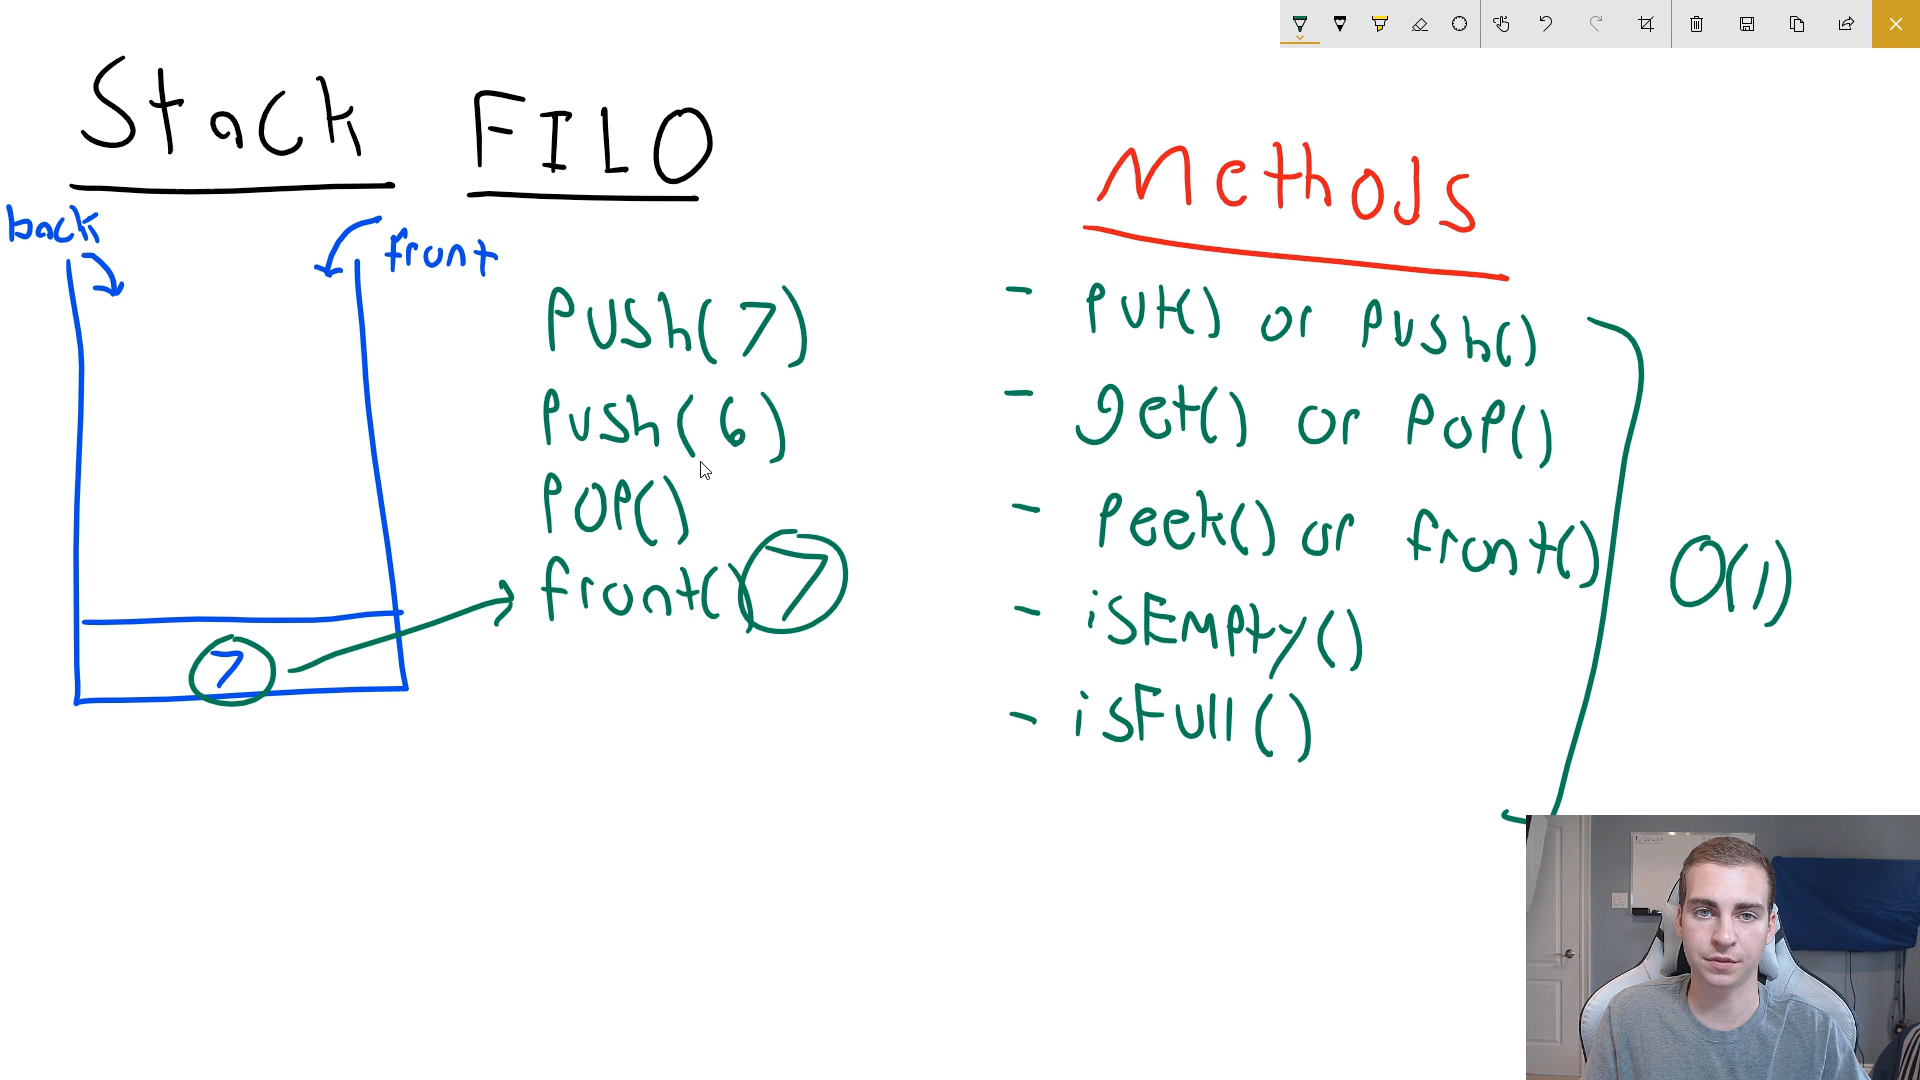 Stack FILO
back
front
Push(7)
Push(6)
POP()
front() 7
7
Methods
- Put() or Push()
- get() or POP()
- Peek() or front()
- isEmpty()
- isFull()
O(1)